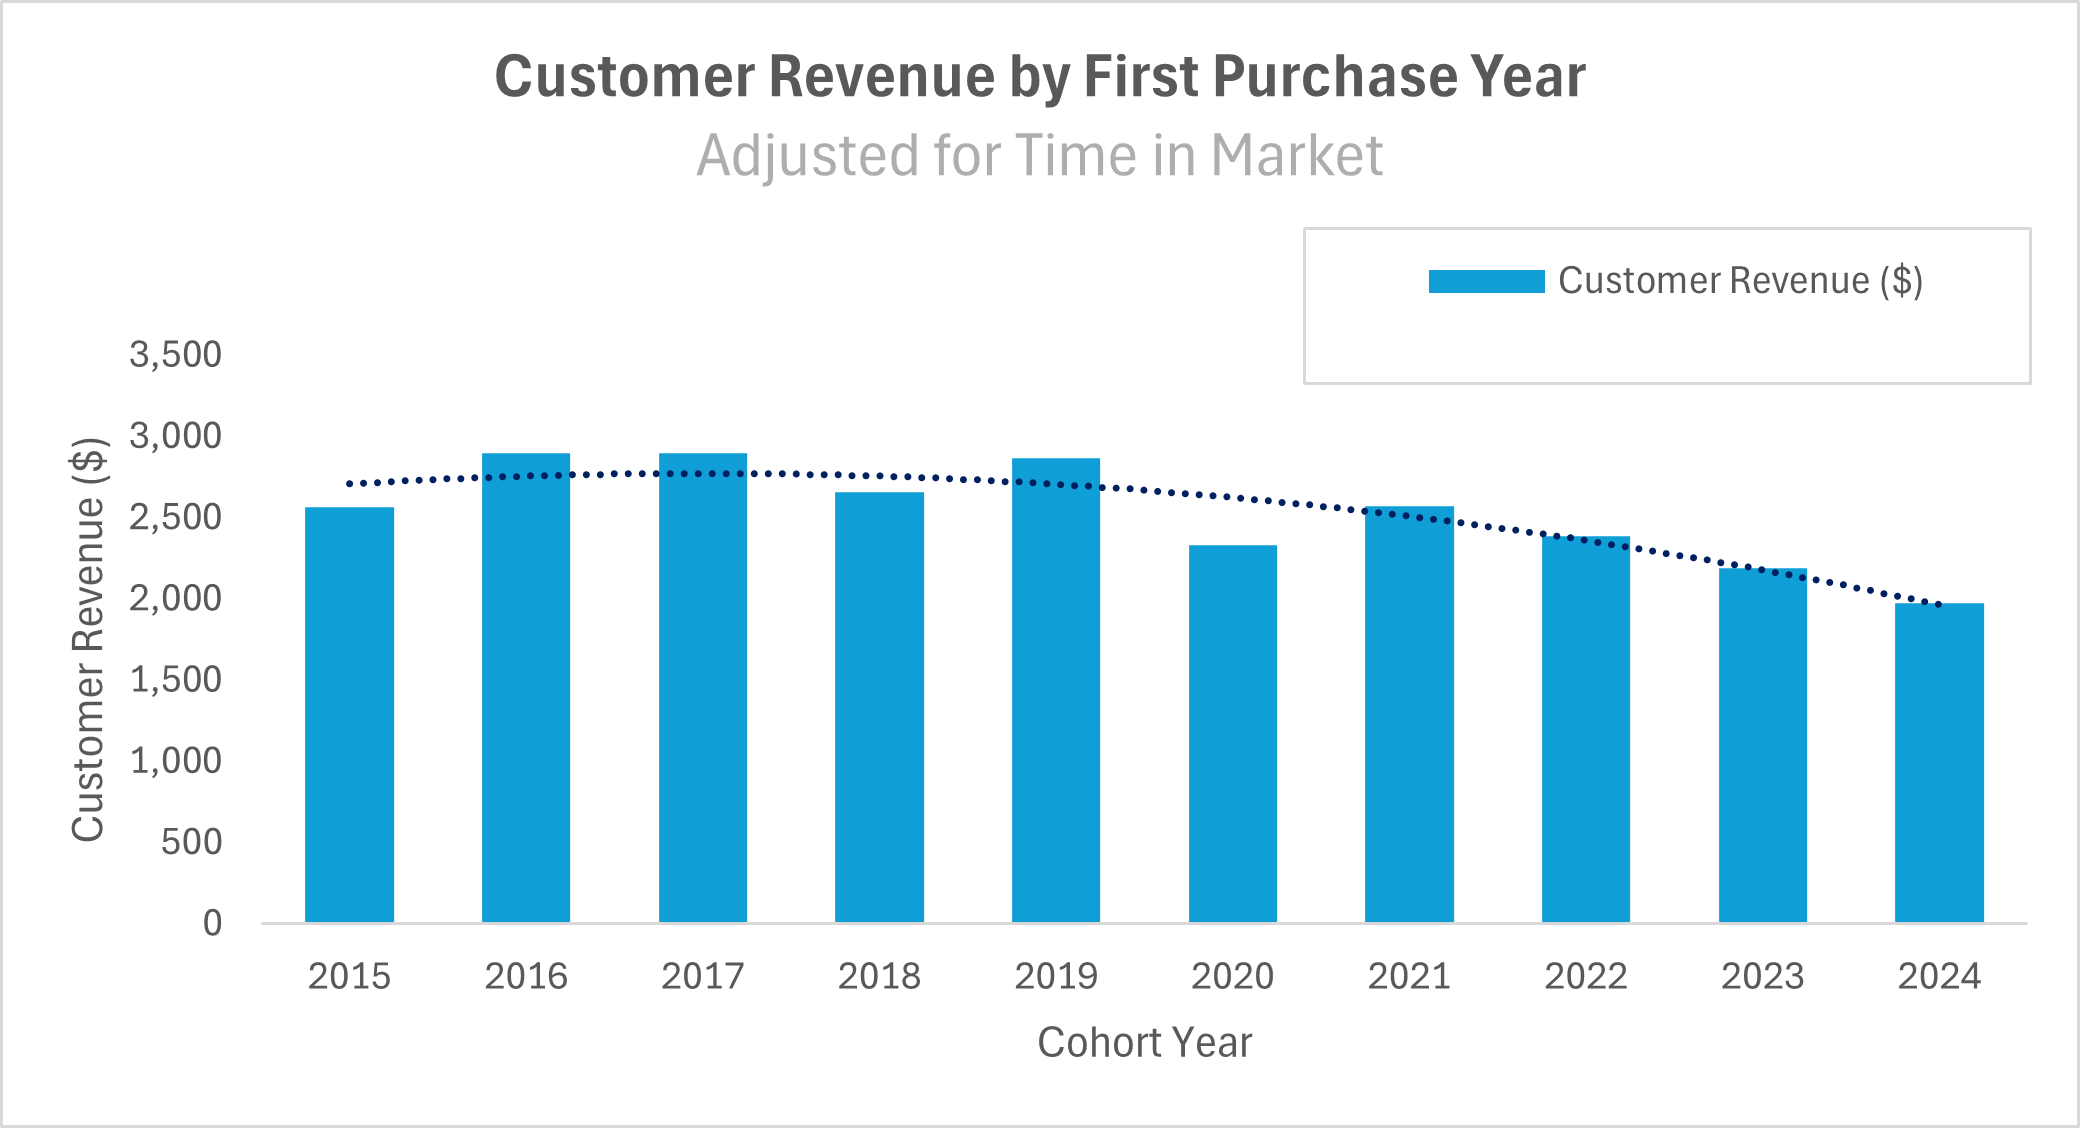 Customer Revenue by First Purchase Year
Adjusted for Time in Market
Customer Revenue ($)
3,500
3,000
2,500
2,000
1,500
1,000
500
0
Customer Revenue ($)
2015 2016 2017 2018 2019 2020 2021 2022 2023 2024
Cohort Year